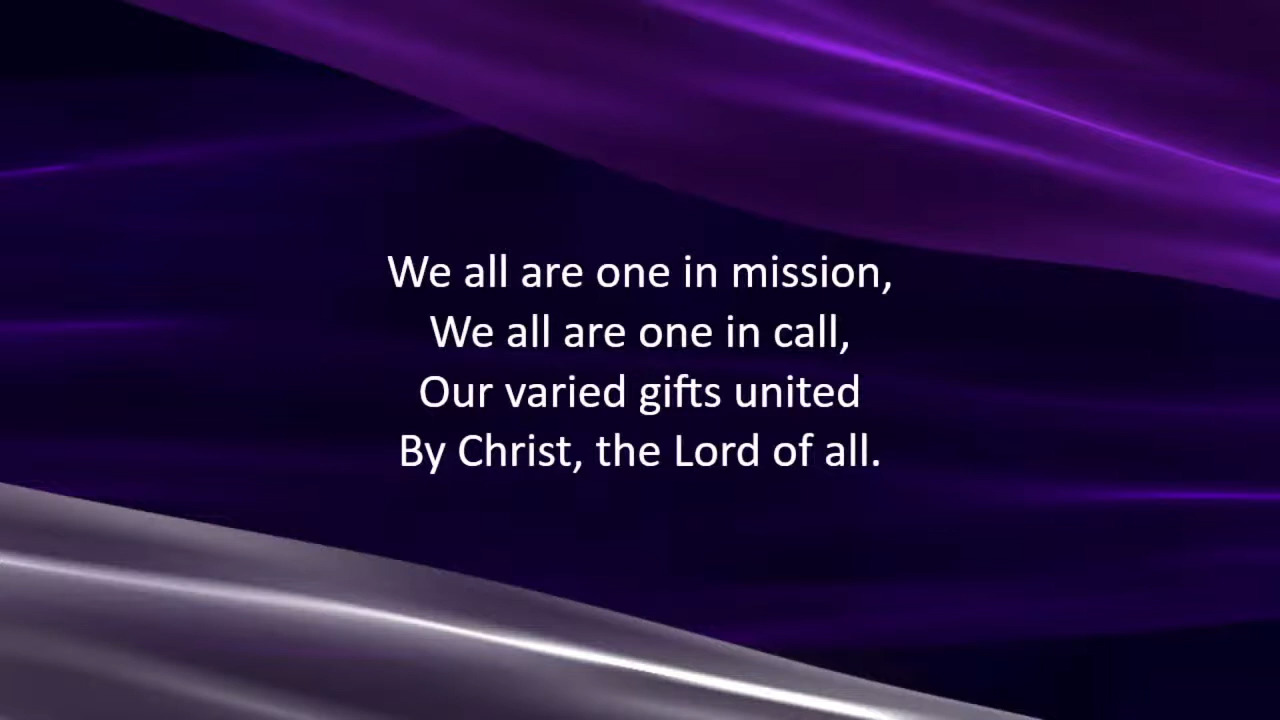 We all are one in mission,
We all are one in call,
Our varied gifts united
By Christ, the Lord of all.